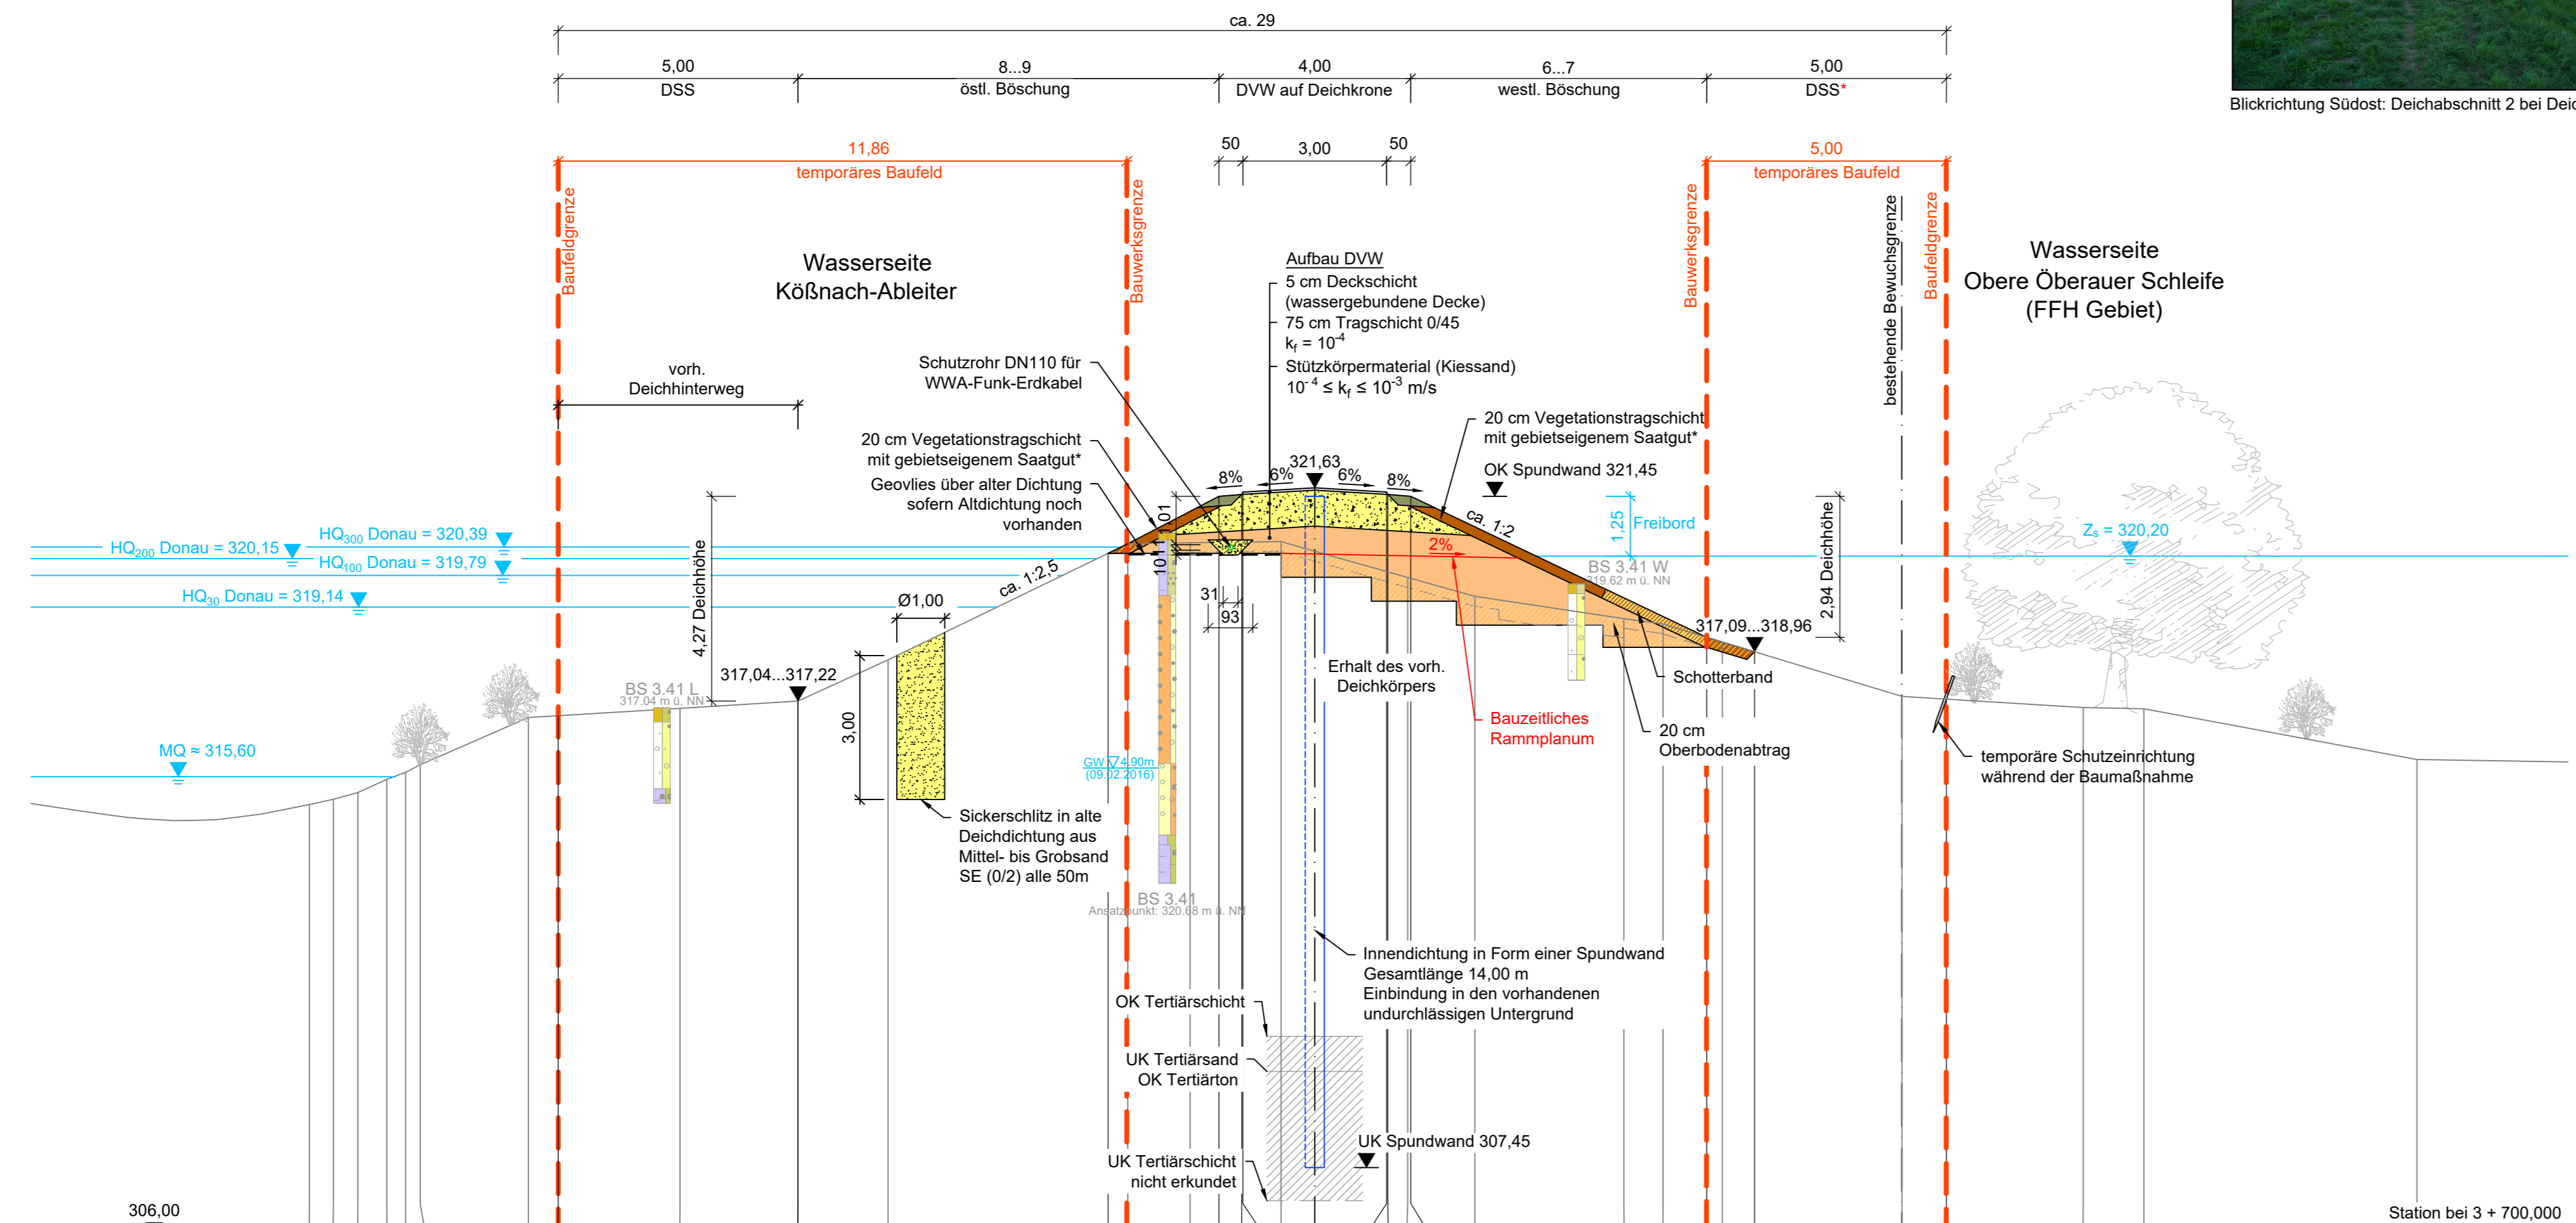 ca. 29
5,00
DSS
8...9
östl. Böschung
4,00
DVW auf Deichkrone
6...7
westl. Böschung
5,00
DSS*
Blickrichtung Südost: Deichabschnitt 2 bei Deic
11,86
temporäres Baufeld
50
3,00
50
5,00
temporäres Baufeld
Baufeldgrenze
Bauwerksgrenze
Bauwerksgrenze
bestehende Bewuchsgrenze
Baufeldgrenze
Wasserseite
Kößnach-Ableiter
Wasserseite
Obere Öberauer Schleife
(FFH Gebiet)
Aufbau DVW
5 cm Deckschicht
(wassergebundene Decke)
75 cm Tragschicht 0/45
kf = 10-4
Stützkörpermaterial (Kiessand)
10- 4 ≤ kf ≤ 10-3 m/s
Schutzrohr DN110 für
WWA-Funk-Erdkabel
vorh.
Deichhinterweg
20 cm Vegetationstragschicht
mit gebietseigenem Saatgut*
Geovlies über alter Dichtung
sofern Altdichtung noch
vorhanden
20 cm Vegetationstragschicht
mit gebietseigenem Saatgut*
8%
6%
321,63
6%
8%
OK Spundwand 321,45
ca. 1:2
1,25
Freibord
2,94 Deichhöhe
Zs = 320,20
HQ300 Donau = 320,39
HQ200 Donau = 320,15
HQ100 Donau = 319,79
HQ30 Donau = 319,14
4,27 Deichhöhe
ca. 1:2,5
2%
BS 3.41 W
319.62 m ü. NN
31
93
Ø1,00
317,09...318,96
317,04...317,22
BS 3.41 L
317.04 m ü. NN
3,00
Erhalt des vorh.
Deichkörpers
Schotterband
Bauzeitliches
Rammplanum
20 cm
Oberbodenabtrag
temporäre Schutzeinrichtung
während der Baumaßnahme
MQ ≈ 315,60
GW 4.90m
(09.02.2016)
Sickerschlitz in alte
Deichdichtung aus
Mittel- bis Grobsand
SE (0/2) alle 50m
BS 3.41
Ansatzpunkt: 320.68 m ü. NN
Innendichtung in Form einer Spundwand
Gesamtlänge 14,00 m
Einbindung in den vorhandenen
undurchlässigen Untergrund
OK Tertiärschicht
UK Tertiärsand
OK Tertiärton
UK Spundwand 307,45
UK Tertiärschicht
nicht erkundet
306,00
Station bei 3 + 700,000